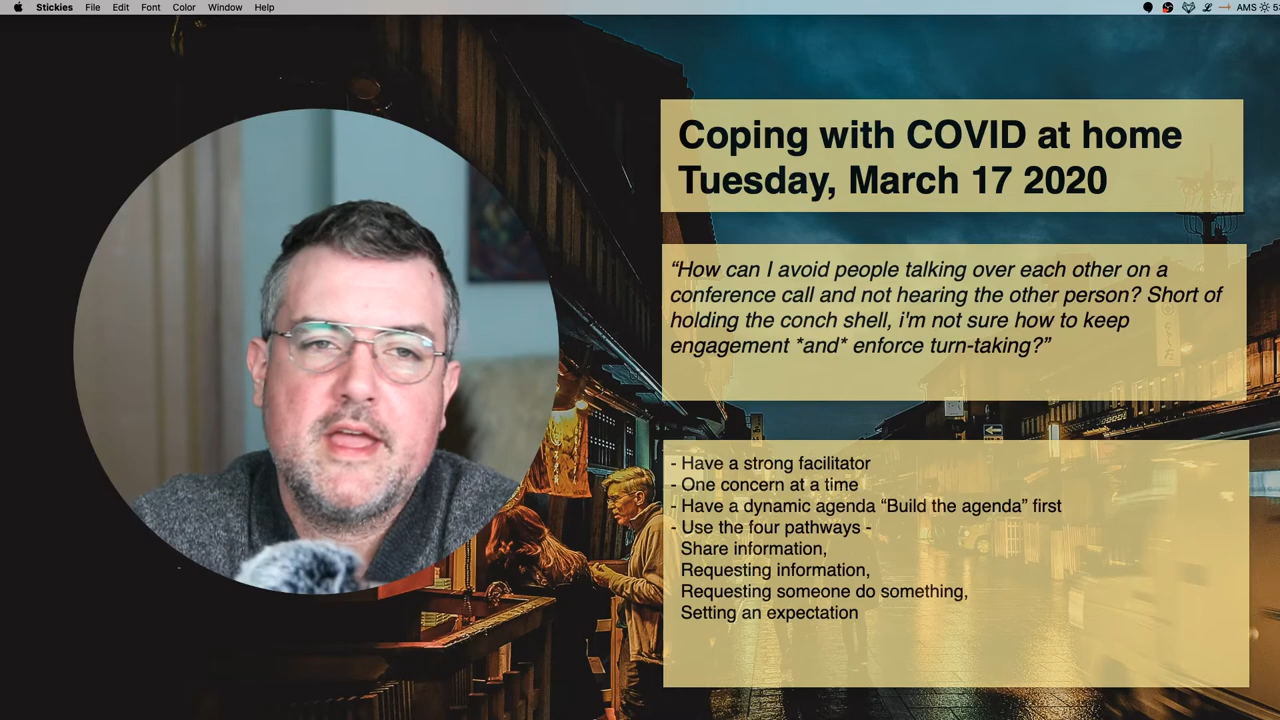 Stickies File Edit Font Color Window Help AMS
Coping with COVID at home
Tuesday, March 17 2020
“How can I avoid people talking over each other on a
conference call and not hearing the other person? Short of
holding the conch shell, i'm not sure how to keep
engagement *and* enforce turn-taking?”
- Have a strong facilitator
- One concern at a time
- Have a dynamic agenda “Build the agenda” first
- Use the four pathways -
Share information,
Requesting information,
Requesting someone do something,
Setting an expectation